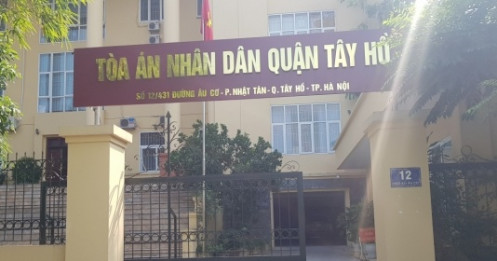 TÒA ÁN NHÂN DÂN QUẬN TÂY HỒ
SỐ 12/431 ĐƯỜNG ÂU CƠ - P. NHẬT TÂN - Q. TÂY HỒ - TP. HÀ NỘI
12